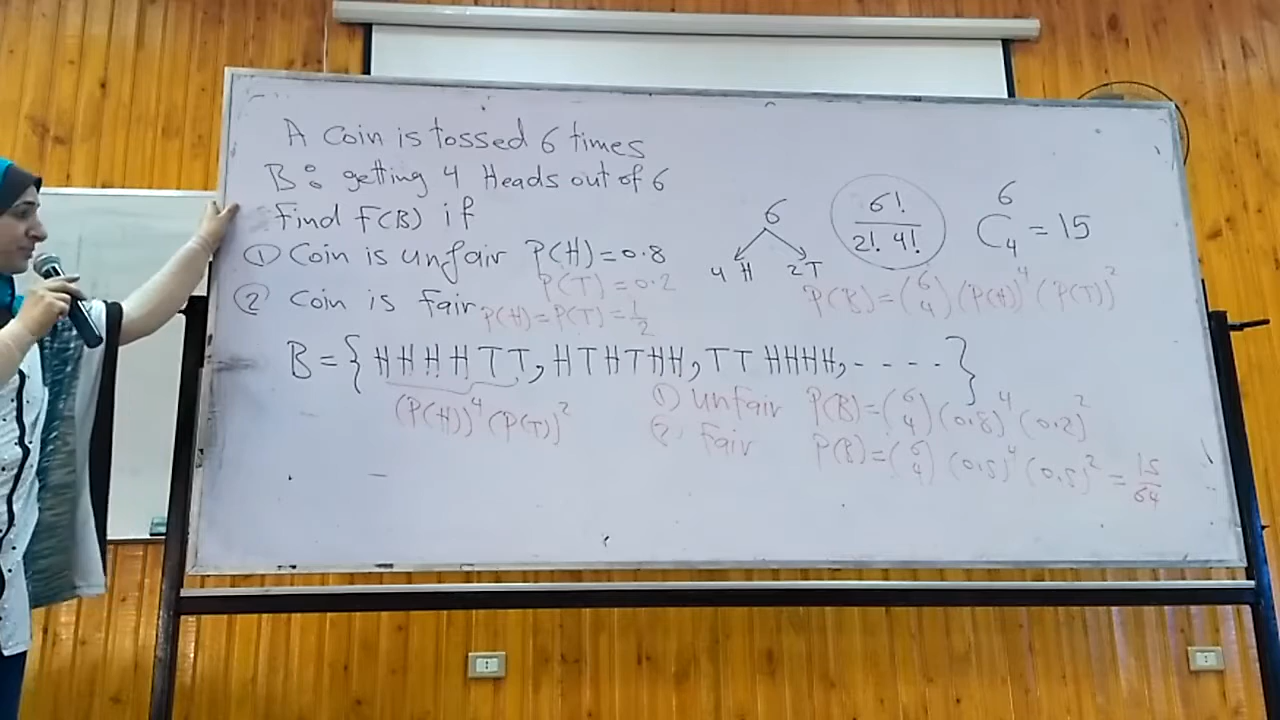 A Coin is tossed 6 times
B: getting 4 Heads out of 6
Find P(B) if
① Coin is unfair P(H)=0.8
P(T)=0.2
② Coin is fair P(H)=P(T)=1/2
6
4 H 2T
6!/(2! 4!)
⁶C₄ = 15
P(B)=(6 4)(P(H))⁴(P(T))²
B={HHHHTT, HTHTHH, TTHHHH, - - - -}
(P(H))⁴(P(T))²
① unfair P(B)=(6 4)(0.8)⁴(0.2)²
② Fair P(B)=(6 4)(0.5)⁴(0.5)²=15/64